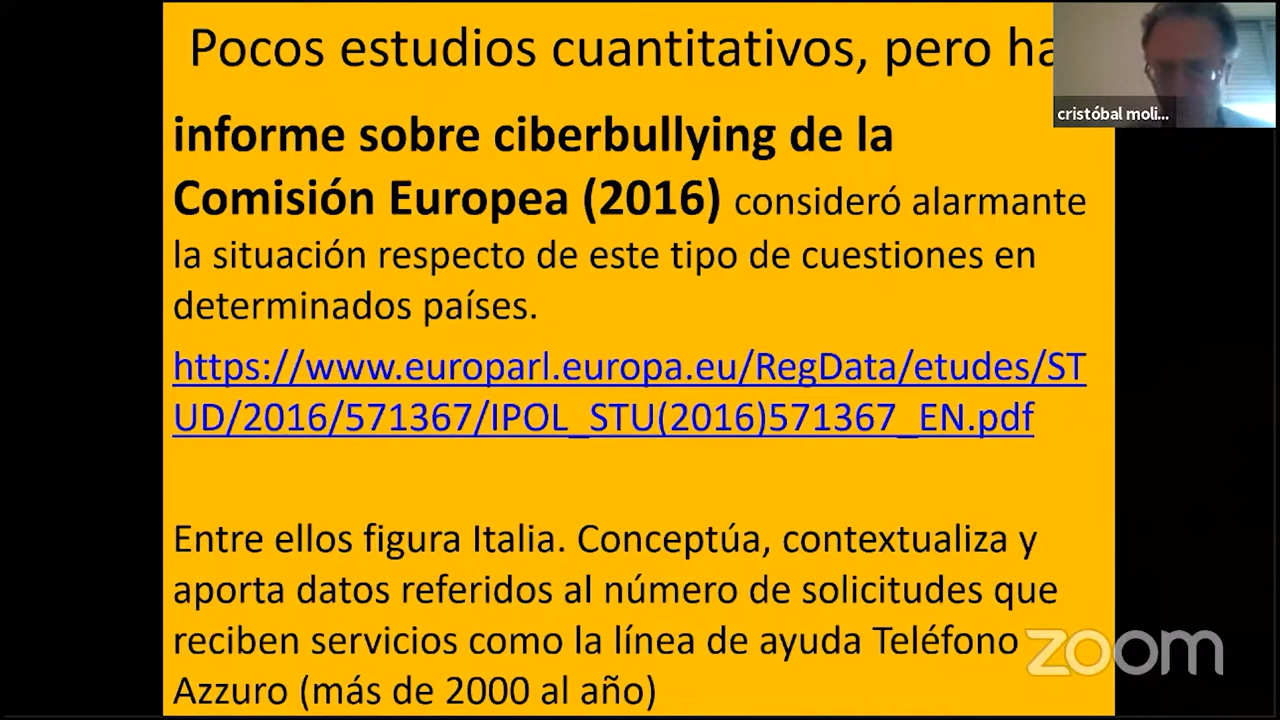 Pocos estudios cuantitativos, pero ha
cristóbal moli...
informe sobre ciberbullying de la
Comisión Europea (2016) consideró alarmante
la situación respecto de este tipo de cuestiones en
determinados países.
https://www.europarl.europa.eu/RegData/etudes/ST
UD/2016/571367/IPOL_STU(2016)571367_EN.pdf
Entre ellos figura Italia. Conceptúa, contextualiza y
aporta datos referidos al número de solicitudes que
reciben servicios como la línea de ayuda Teléfono
Azzuro (más de 2000 al año)
zoom